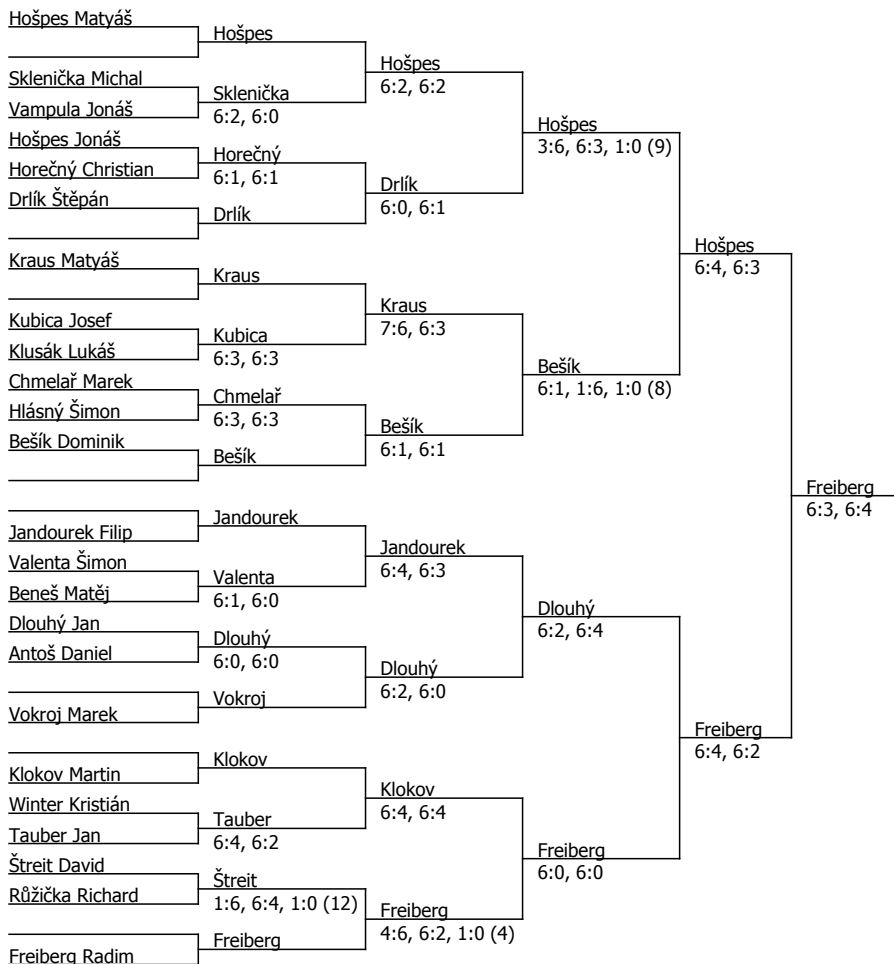 Hošpes Matyáš
Sklenička Michal
Vampula Jonáš
Hošpes Jonáš
Horečný Christian
Drlík Štěpán
Kraus Matyáš
Kubica Josef
Klusák Lukáš
Chmelař Marek
Hlásný Šimon
Bešík Dominik
Jandourek Filip
Valenta Šimon
Beneš Matěj
Dlouhý Jan
Antoš Daniel
Vokroj Marek
Klokov Martin
Winter Kristián
Tauber Jan
Štreit David
Růžička Richard
Freiberg Radim
Hošpes
Sklenička
6:2, 6:0
Horečný
6:1, 6:1
Drlík
Kraus
Kubica
6:3, 6:3
Chmelař
6:3, 6:3
Bešík
Jandourek
Valenta
6:1, 6:0
Dlouhý
6:0, 6:0
Vokroj
Klokov
Tauber
6:4, 6:2
Štreit
1:6, 6:4, 1:0 (12)
Freiberg
Hošpes
6:2, 6:2
Drlík
6:0, 6:1
Kraus
7:6, 6:3
Bešík
6:1, 6:1
Jandourek
6:4, 6:3
Dlouhý
6:2, 6:0
Klokov
6:4, 6:4
Freiberg
4:6, 6:2, 1:0 (4)
Hošpes
3:6, 6:3, 1:0 (9)
Bešík
6:1, 1:6, 1:0 (8)
Dlouhý
6:2, 6:4
Freiberg
6:0, 6:0
Hošpes
6:4, 6:3
Freiberg
6:4, 6:2
Freiberg
6:3, 6:4